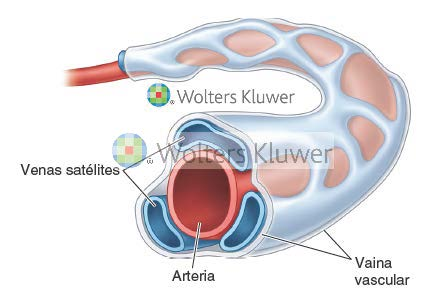 Wolters Kluwer
® Wolters Kluwer
Venas satélites
Arteria
Vaina
vascular